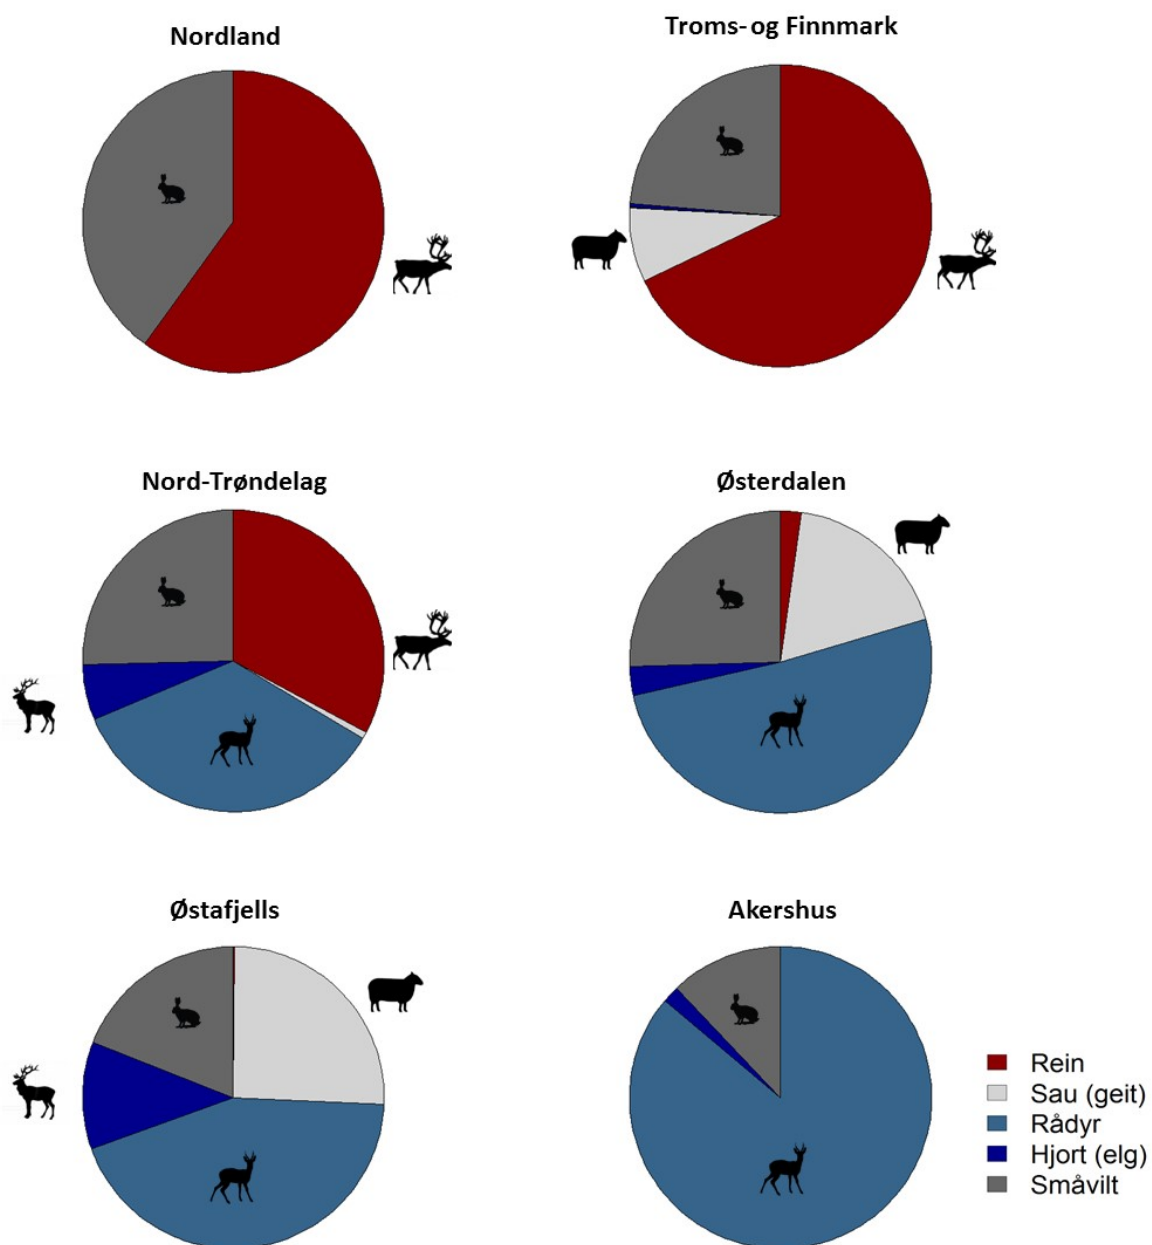 Nordland
Troms- og Finnmark
Nord-Trøndelag
Østerdalen
Østafjells
Akershus
Rein
Sau (geit)
Rådyr
Hjort (elg)
Småvilt